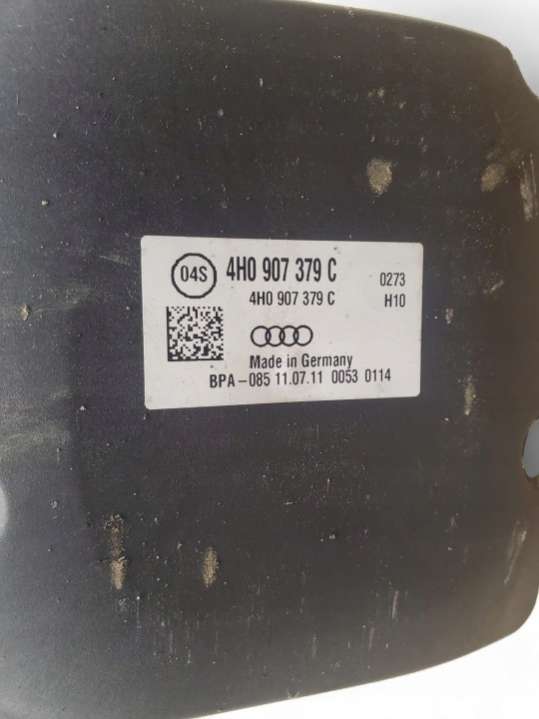 04S 4H0 907 379 C 0273
4H0 907 379 C H10
Made in Germany
BPA-085 11.07.11 0053 0114